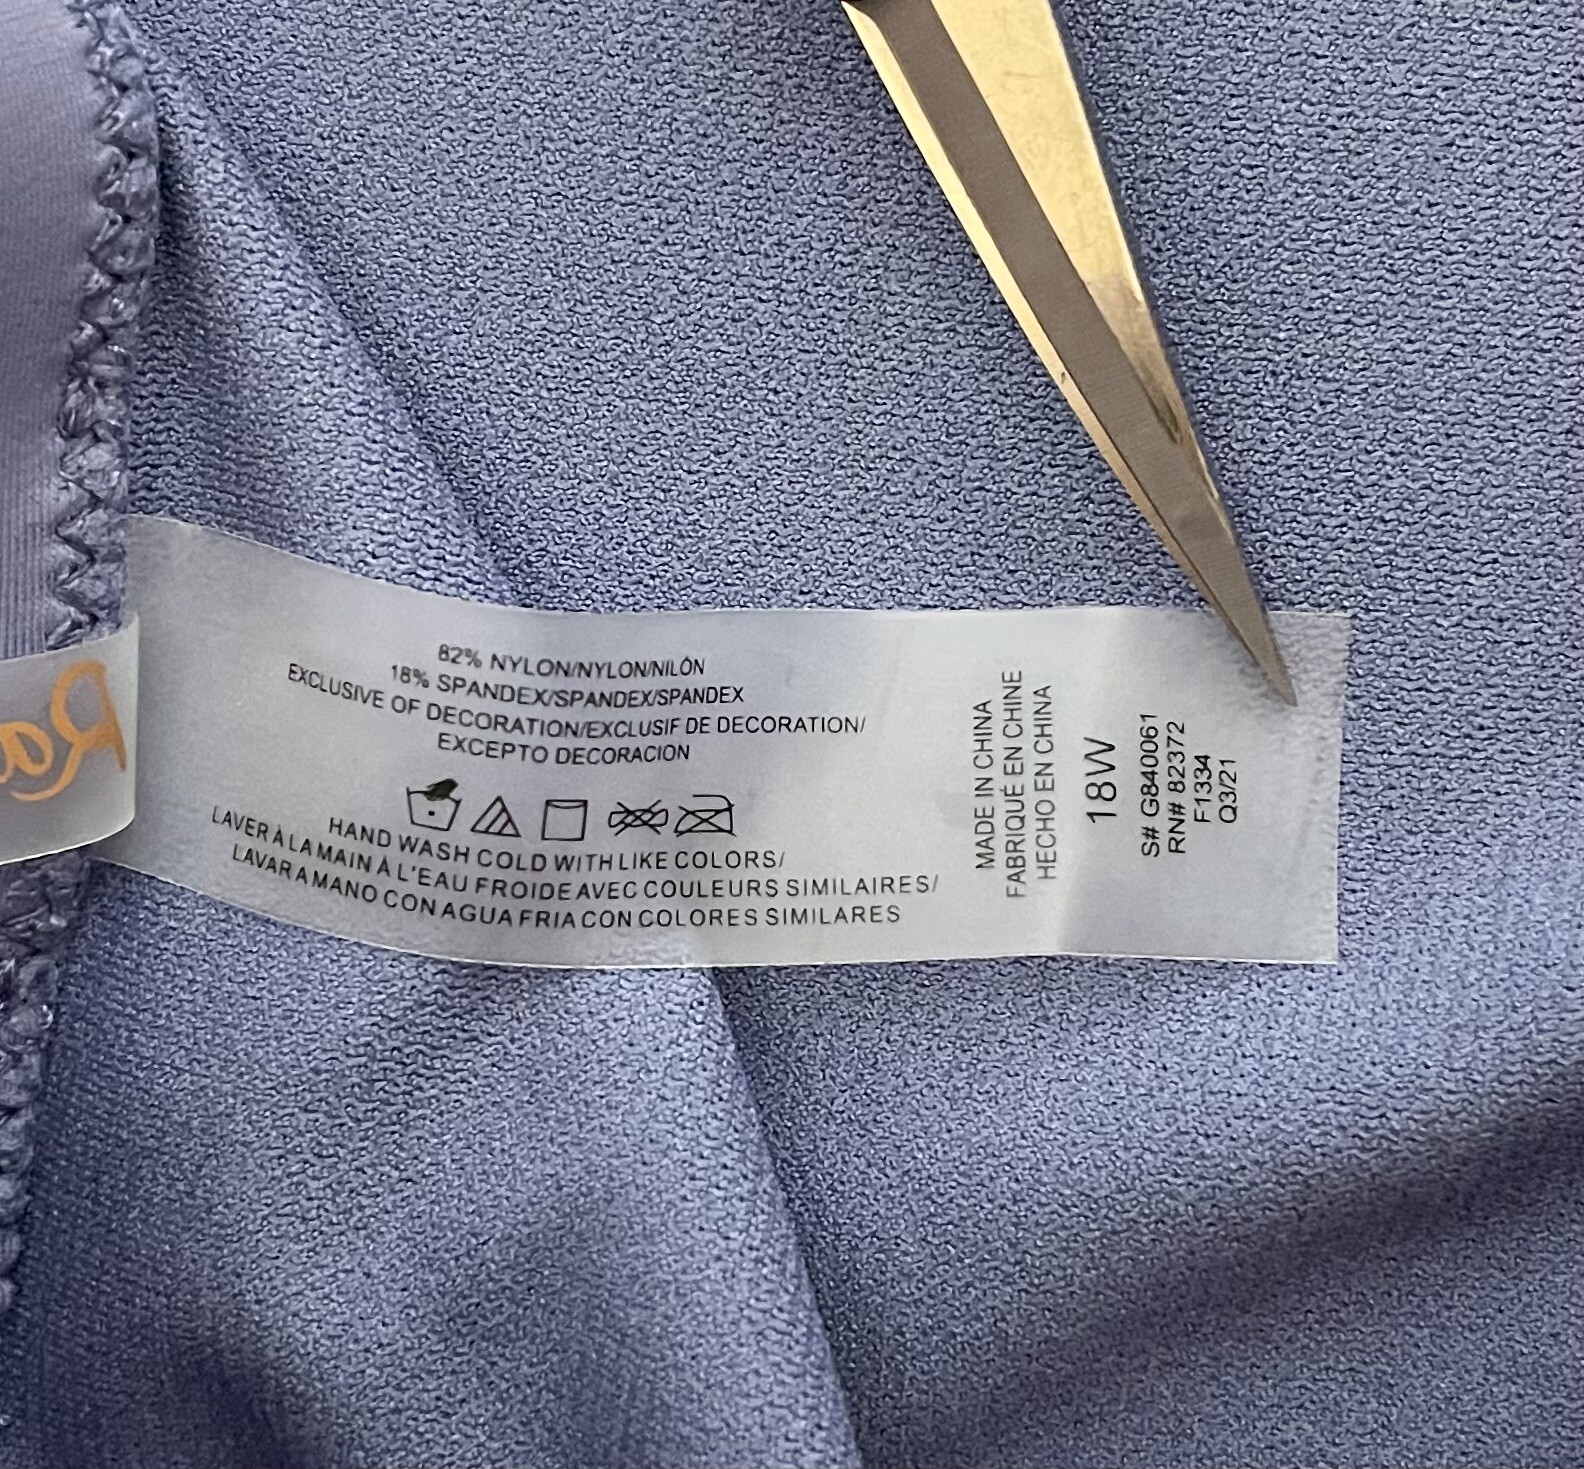 82% NYLON/NYLON/NILÓN
18% SPANDEX/SPANDEX/SPANDEX
EXCLUSIVE OF DECORATION/EXCLUSIF DE DECORATION/
EXCEPTO DECORACION
HAND WASH COLD WITH LIKE COLORS/
LAVER À LA MAIN À L'EAU FROIDE AVEC COULEURS SIMILAIRES/
LAVAR A MANO CON AGUA FRIA CON COLORES SIMILARES
MADE IN CHINA
FABRIQUÉ EN CHINE
HECHO EN CHINA
18W
S# G840061
RN# 82372
F1334
Q3/21